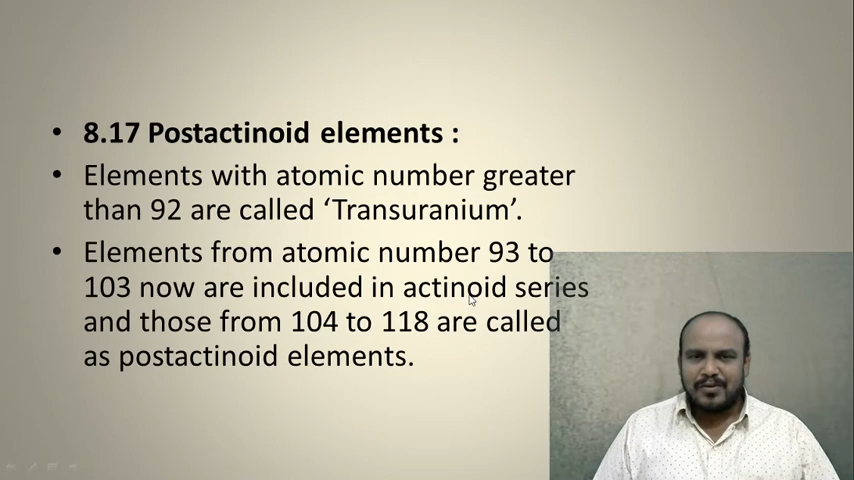 • 8.17 Postactinoid elements :
• Elements with atomic number greater
than 92 are called ‘Transuranium’.
• Elements from atomic number 93 to
103 now are included in actinoid series
and those from 104 to 118 are called
as postactinoid elements.